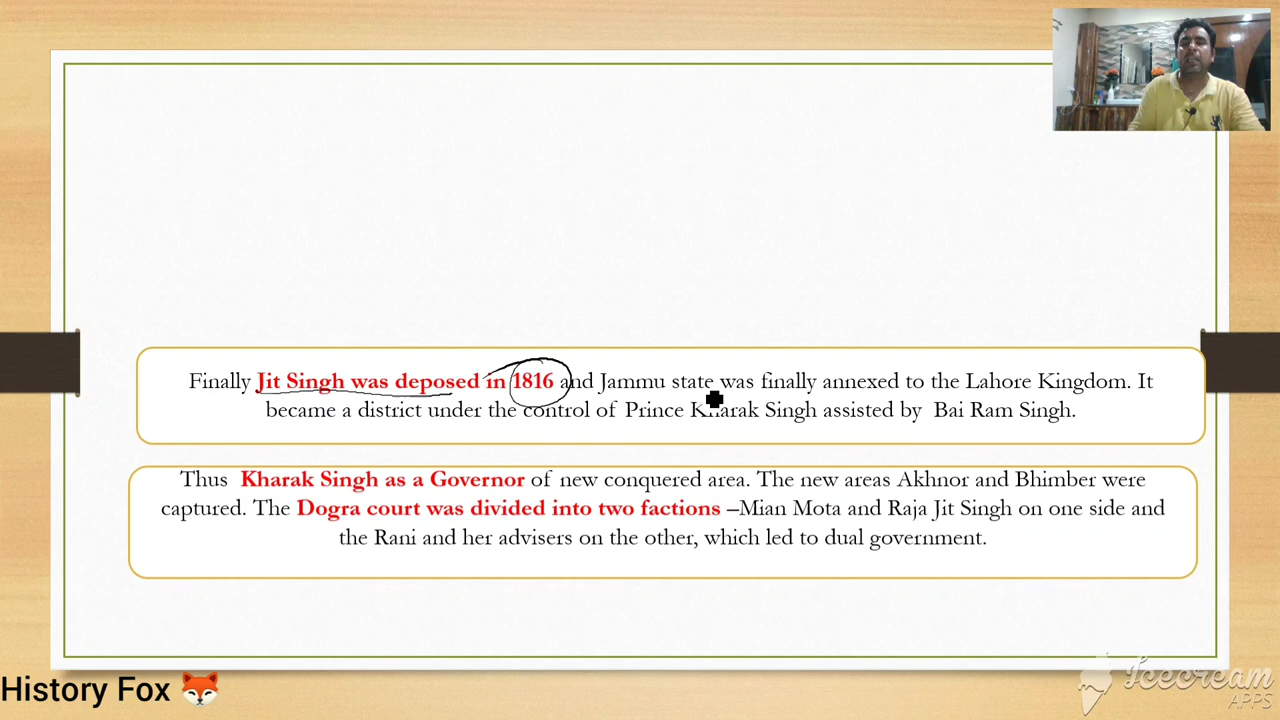 Finally Jit Singh was deposed in 1816 and Jammu state was finally annexed to the Lahore Kingdom. It
became a district under the control of Prince Kharak Singh assisted by Bai Ram Singh.
Thus Kharak Singh as a Governor of new conquered area. The new areas Akhnor and Bhimber were
captured. The Dogra court was divided into two factions –Mian Mota and Raja Jit Singh on one side and
the Rani and her advisers on the other, which led to dual government.
History Fox
Icecream
APPS